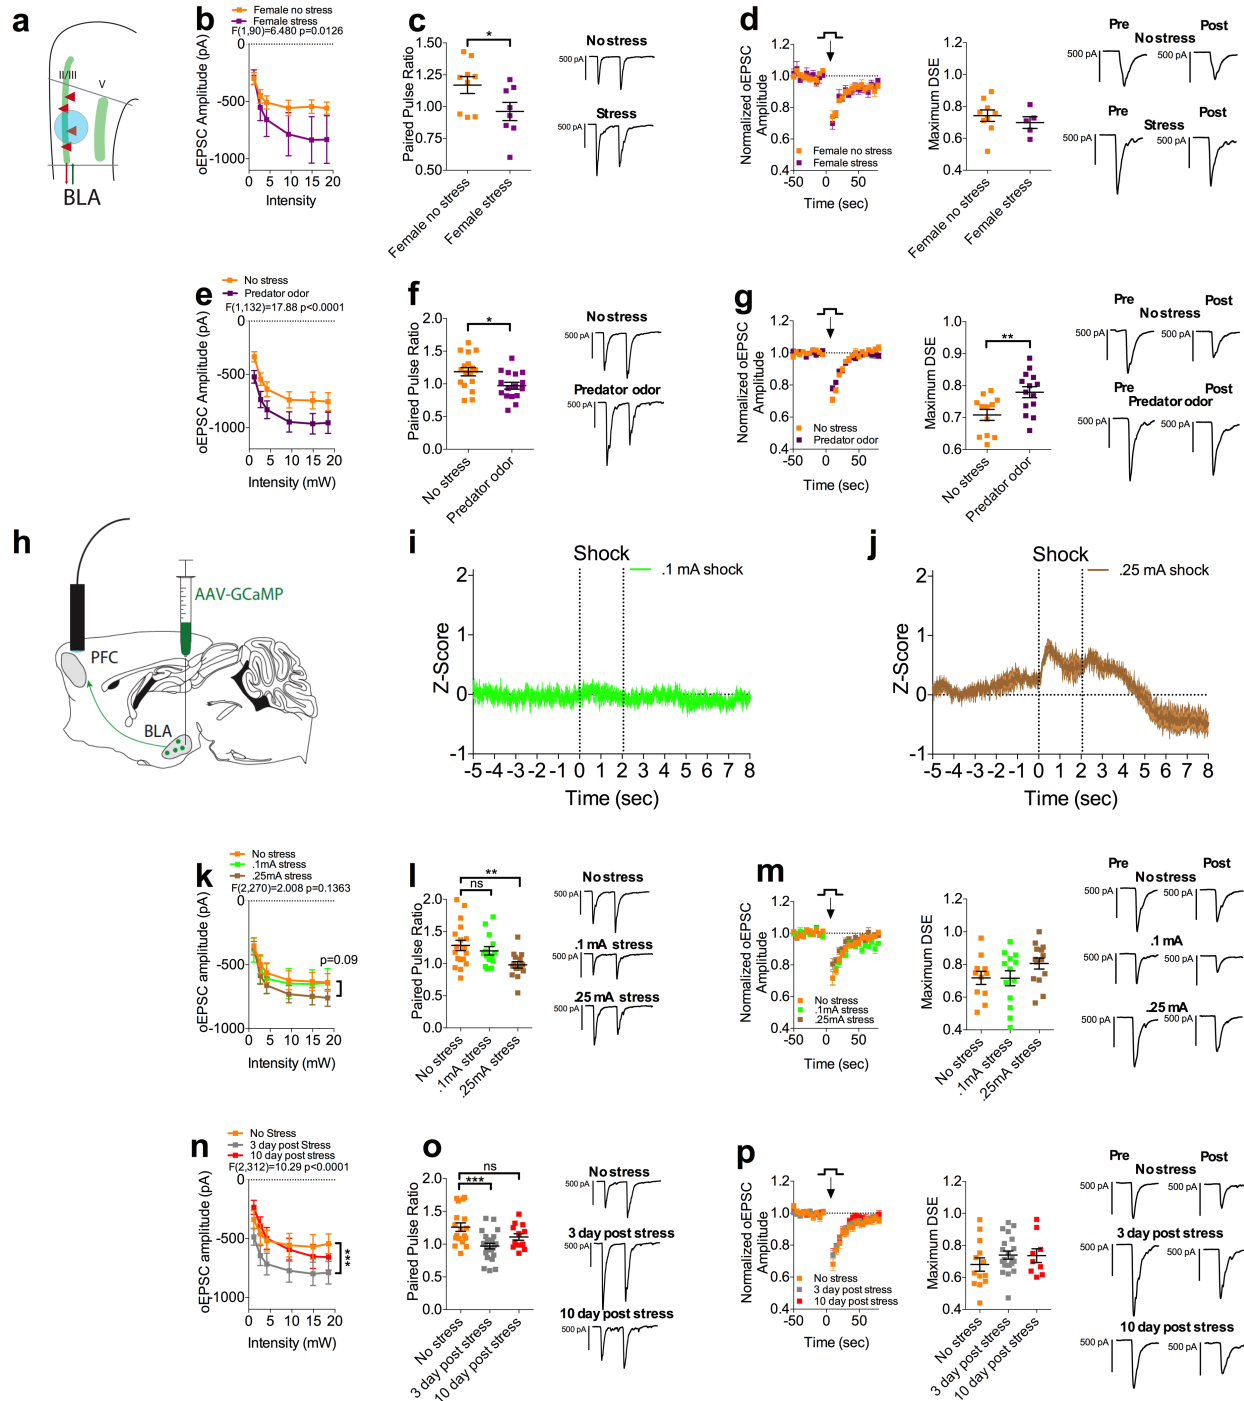 a
II/III
V
BLA
b
Female no stress
Female stress
F(1,90)=6.480 p=0.0126
0
-500
-1000
oEPSC Amplitude (pA)
0 5 10 15 20
Intensity
c
1.50
1.25
1.00
0.75
0.50
Paired Pulse Ratio
*
Female no stress
Female stress
No stress
500 pA
Stress
500 pA
d
1.2
1.0
0.8
0.6
0.4
Normalized oEPSC
Amplitude
Female no stress
Female stress
-50 0 50
Time (sec)
1.2
1.0
0.8
0.6
0.4
Maximum DSE
Female no stress
Female stress
Pre Post
No stress
500 pA 500 pA
Pre Post
Stress
500 pA 500 pA
e
No stress
Predator odor
F(1,132)=17.88 p<0.0001
0
-500
-1000
oEPSC Amplitude (pA)
0 5 10 15 20
Intensity (mW)
f
2.0
1.5
1.0
0.5
0.0
Paired Pulse Ratio
*
No stress
Predator odor
No stress
500 pA
Predator odor
500 pA
g
1.2
1.0
0.8
0.6
0.4
Normalized oEPSC
Amplitude
No stress
Predator odor
-50 0 50
Time (sec)
1.0
0.9
0.8
0.7
0.6
Maximum DSE
**
No stress
Predator odor
Pre Post
No stress
500 pA 500 pA
Pre Post
Predator odor
500 pA 500 pA
h
AAV-GCaMP
PFC
BLA
i
Shock
.1 mA shock
2
1
0
-1
Z-Score
-5 -4 -3 -2 -1 0 1 2 3 4 5 6 7 8
Time (sec)
j
Shock
.25 mA shock
2
1
0
-1
Z-Score
-5 -4 -3 -2 -1 0 1 2 3 4 5 6 7 8
Time (sec)
k
No stress
.1mA stress
.25mA stress
F(2,270)=2.008 p=0.1363
0
-500
-1000
oEPSC amplitude (pA)
p=0.09
0 5 10 15 20
Intensity (mW)
l
2.0
1.5
1.0
0.5
0.0
Paired Pulse Ratio
**
ns
No stress
.1mA stress
.25mA stress
No stress
500 pA
.1 mA stress
500 pA
.25 mA stress
500 pA
m
1.2
1.0
0.8
0.6
0.4
Normalized oEPSC
Amplitude
No stress
.1mA stress
.25mA stress
-50 0 50
Time (sec)
1.2
1.0
0.8
0.6
0.4
Maximum DSE
No stress
.1mA stress
.25mA stress
Pre Post
No stress
500 pA 500 pA
.1 mA
500 pA 500 pA
.25 mA
500 pA 500 pA
n
No Stress
3 day post Stress
10 day post stress
F(2,312)=10.29 p<0.0001
0
-500
-1000
oEPSC amplitude (pA)
***
0 5 10 15 20
Intensity (mW)
o
2.0
1.5
1.0
0.5
0.0
Paired Pulse Ratio
ns
***
No stress
3 day post stress
10 day post stress
No stress
500 pA
3 day post stress
500 pA
10 day post stress
500 pA
p
1.2
1.0
0.8
0.6
0.4
Normalized oEPSC
Amplitude
No stress
3 day post stress
10 day post stress
-50 0 50
Time (sec)
1.2
1.0
0.8
0.6
0.4
Maximum DSE
No stress
3 day post stress
10 day post stress
Pre Post
No stress
500 pA 500 pA
3 day post stress
500 pA 500 pA
10 day post stress
500 pA 500 pA